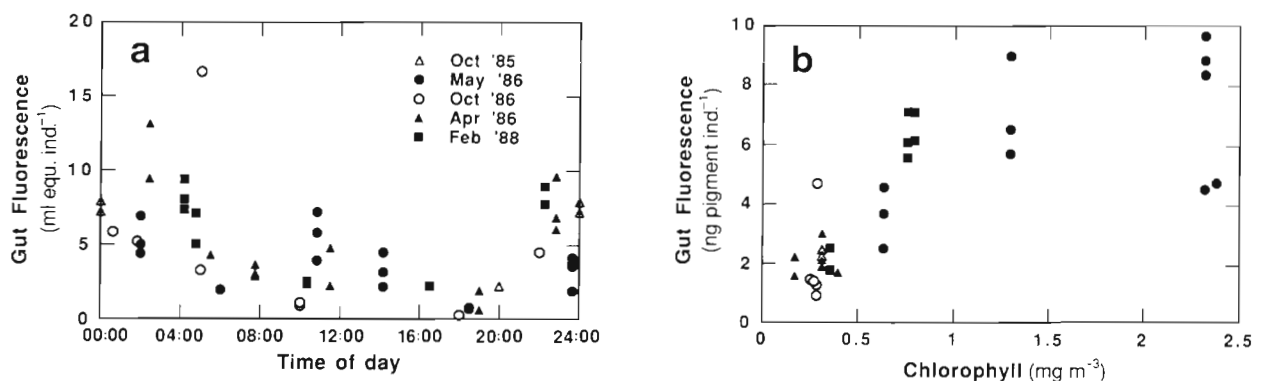 a
Gut Fluorescence
(ml equ. ind.⁻¹)
20
15
10
5
0
Oct '85
May '86
Oct '86
Apr '86
Feb '88
00:00 04:00 08:00 12:00 16:00 20:00 24:00
Time of day
b
Gut Fluorescence
(ng pigment ind.⁻¹)
10
8
6
4
2
0
0 0.5 1 1.5 2 2.5
Chlorophyll (mg m⁻³)